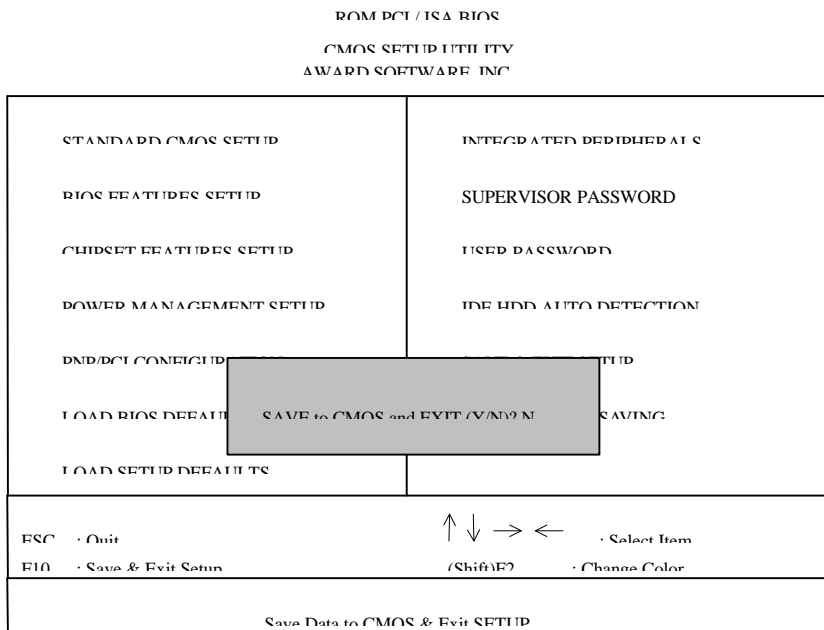 ROM PCI / ISA BIOS
CMOS SETUP UTILITY
AWARD SOFTWARE, INC.
STANDARD CMOS SETUP
INTEGRATED PERIPHERALS
BIOS FEATURES SETUP
SUPERVISOR PASSWORD
CHIPSET FEATURES SETUP
USER PASSWORD
POWER MANAGEMENT SETUP
IDE HDD AUTO DETECTION
PNP/PCI CONFIGURATION
SETUP
LOAD BIOS DEFAUL
SAVE to CMOS and EXIT (Y/N)? N
SAVING
LOAD SETUP DEFAULTS
ESC : Quit
↑ ↓ → ← : Select Item
F10 : Save & Exit Setup
(Shift)F2 : Change Color
Save Data to CMOS & Exit SETUP